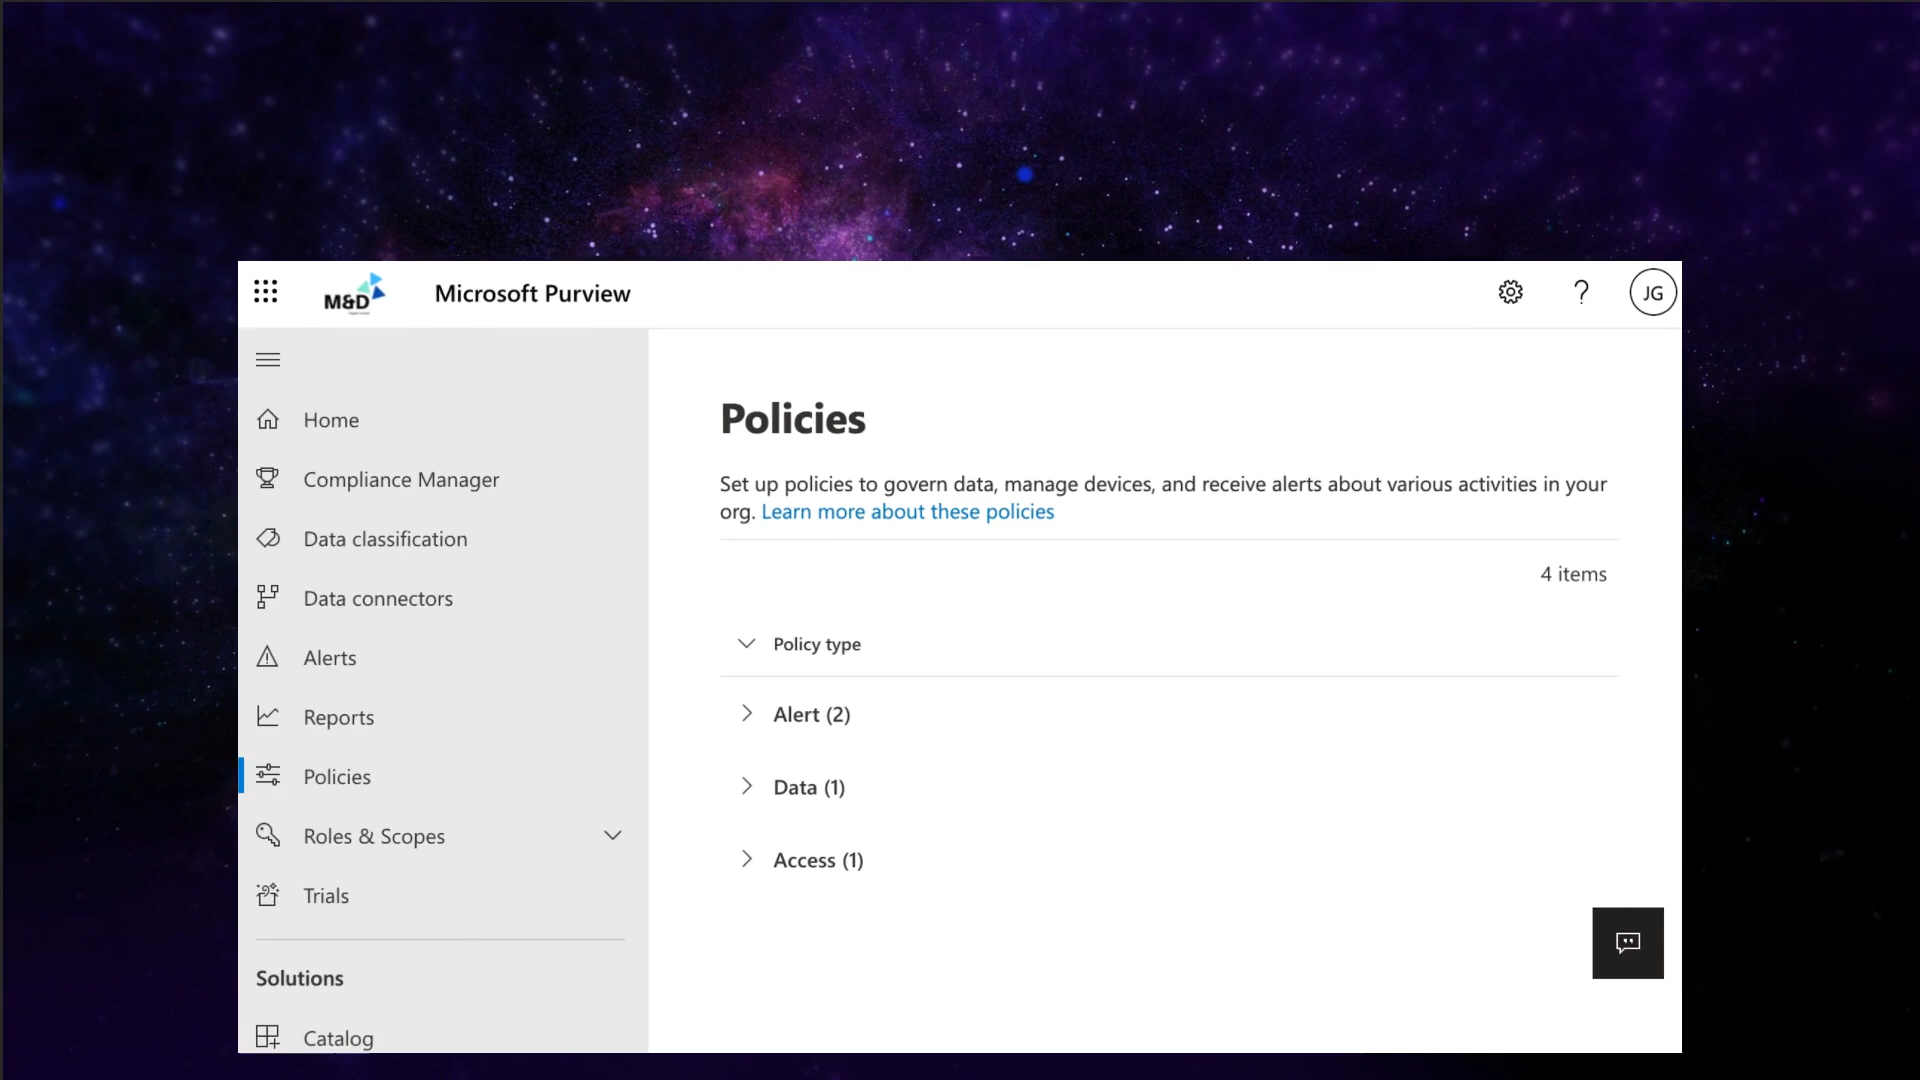 M&D
Microsoft Purview
?
JG
Home
Compliance Manager
Data classification
Data connectors
Alerts
Reports
Policies
Roles & Scopes
Trials
Solutions
Catalog
Policies
Set up policies to govern data, manage devices, and receive alerts about various activities in your
org. Learn more about these policies
4 items
Policy type
Alert (2)
Data (1)
Access (1)